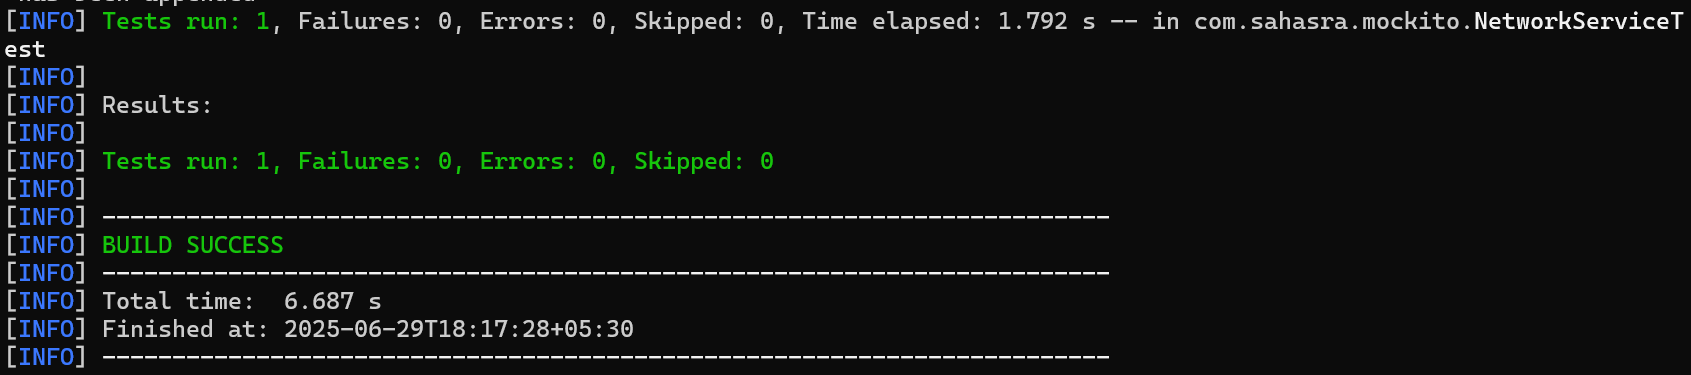 [INFO] Tests run: 1, Failures: 0, Errors: 0, Skipped: 0, Time elapsed: 1.792 s -- in com.sahasra.mockito.NetworkServiceT
est
[INFO]
[INFO] Results:
[INFO]
[INFO] Tests run: 1, Failures: 0, Errors: 0, Skipped: 0
[INFO]
[INFO] ------------------------------------------------------------------------
[INFO] BUILD SUCCESS
[INFO] ------------------------------------------------------------------------
[INFO] Total time:  6.687 s
[INFO] Finished at: 2025-06-29T18:17:28+05:30
[INFO] ------------------------------------------------------------------------